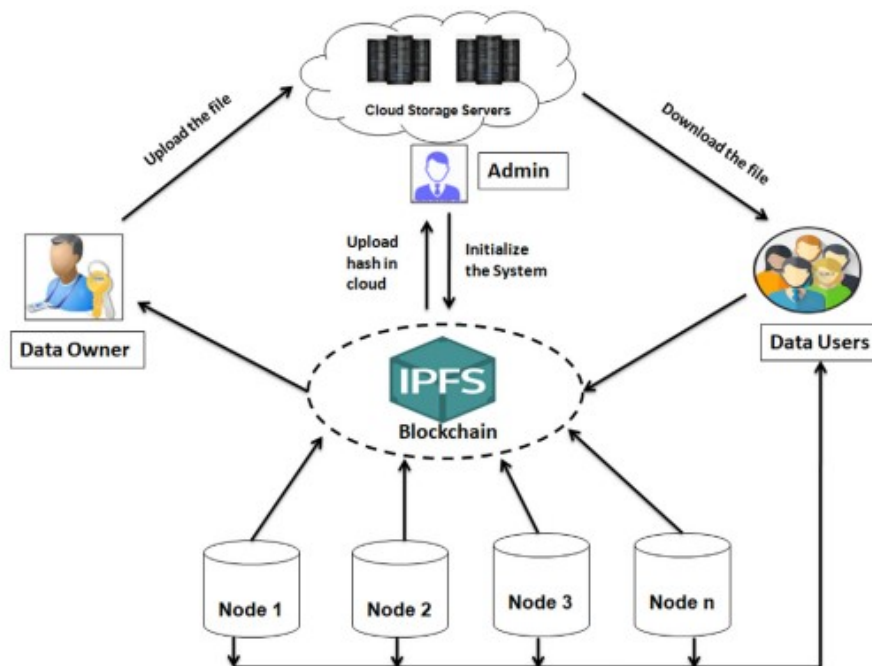 Cloud Storage Servers
Upload the file
Download the file
Admin
Upload
hash in
cloud
Initialize
the System
Data Owner
Data Users
IPFS
Blockchain
Node 1
Node 2
Node 3
Node n